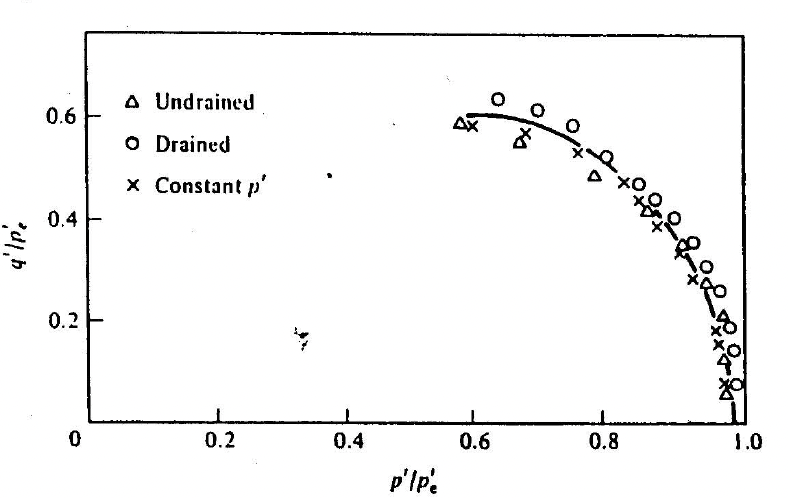 △ Undrained
○ Drained
× Constant p′
0.6
0.4
0.2
q′/p′e
0 0.2 0.4 0.6 0.8 1.0
p′/p′e